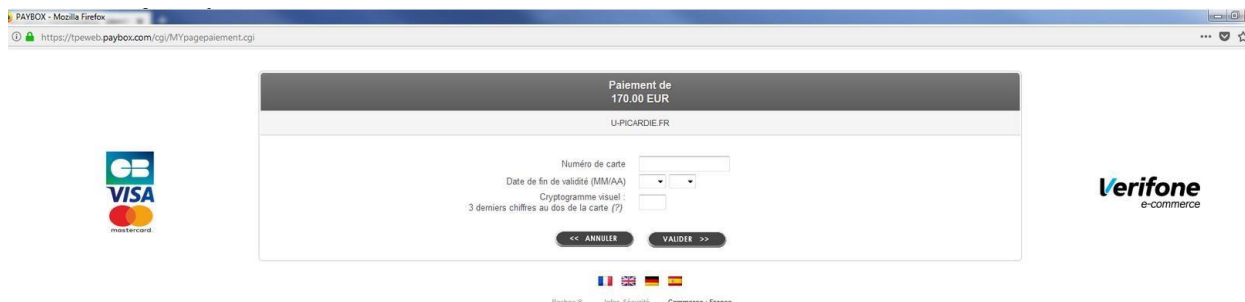 PAYBOX - Mozilla Firefox
https://tpeweb.paybox.com/cgi/MYpagepaiement.cgi
Paiement de
170.00 EUR
U-PICARDIE.FR
CB
VISA
mastercard
Numéro de carte
Date de fin de validité (MM/AA)
Cryptogramme visuel :
3 derniers chiffres au dos de la carte (?)
<< ANNULER
VALIDER >>
Verifone
e-commerce
Commerce : France